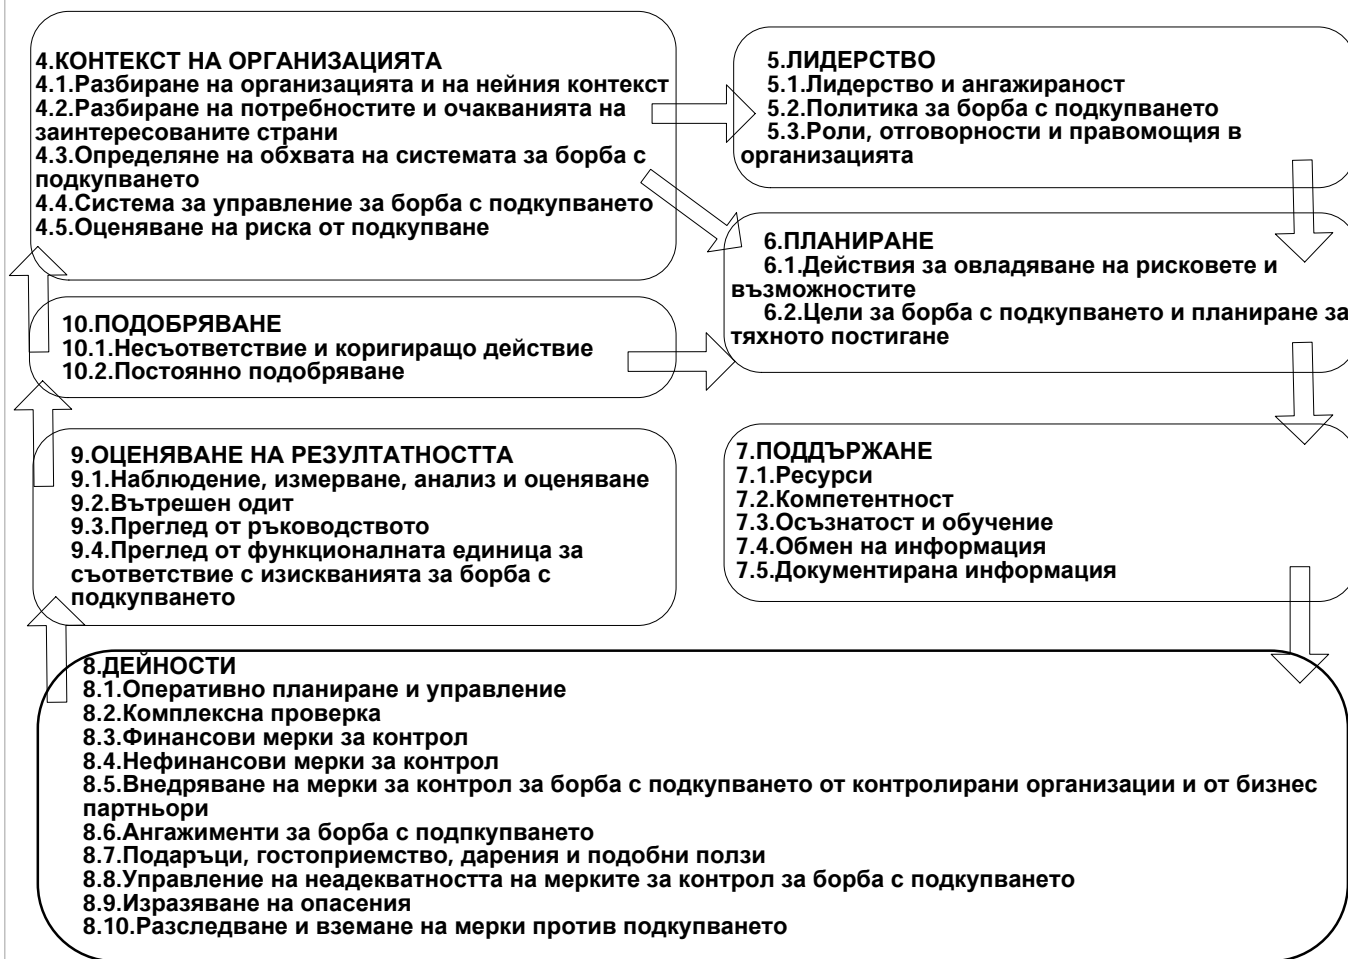 4.КОНТЕКСТ НА ОРГАНИЗАЦИЯТА
4.1.Разбиране на организацията и на нейния контекст
4.2.Разбиране на потребностите и очакванията на
заинтересованите страни
4.3.Определяне на обхвата на системата за борба с
подкупването
4.4.Система за управление за борба с подкупването
4.5.Оценяване на риска от подкупване
5.ЛИДЕРСТВО
5.1.Лидерство и ангажираност
5.2.Политика за борба с подкупването
5.3.Роли, отговорности и правомощия в
организацията
6.ПЛАНИРАНЕ
6.1.Действия за овладяване на рисковете и
възможностите
6.2.Цели за борба с подкупването и планиране за
тяхното постигане
10.ПОДОБРЯВАНЕ
10.1.Несъответствие и коригиращо действие
10.2.Постоянно подобряване
9.ОЦЕНЯВАНЕ НА РЕЗУЛТАТНОСТТА
9.1.Наблюдение, измерване, анализ и оценяване
9.2.Вътрешен одит
9.3.Преглед от ръководството
9.4.Преглед от функционалната единица за
съответствие с изискванията за борба с
подкупването
7.ПОДДЪРЖАНЕ
7.1.Ресурси
7.2.Компетентност
7.3.Осъзнатост и обучение
7.4.Обмен на информация
7.5.Документирана информация
8.ДЕЙНОСТИ
8.1.Оперативно планиране и управление
8.2.Комплексна проверка
8.3.Финансови мерки за контрол
8.4.Нефинансови мерки за контрол
8.5.Внедряване на мерки за контрол за борба с подкупването от контролирани организации и от бизнес
партньори
8.6.Ангажименти за борба с подпкупването
8.7.Подаръци, гостоприемство, дарения и подобни ползи
8.8.Управление на неадекватността на мерките за контрол за борба с подкупването
8.9.Изразяване на опасения
8.10.Разследване и вземане на мерки против подкупването